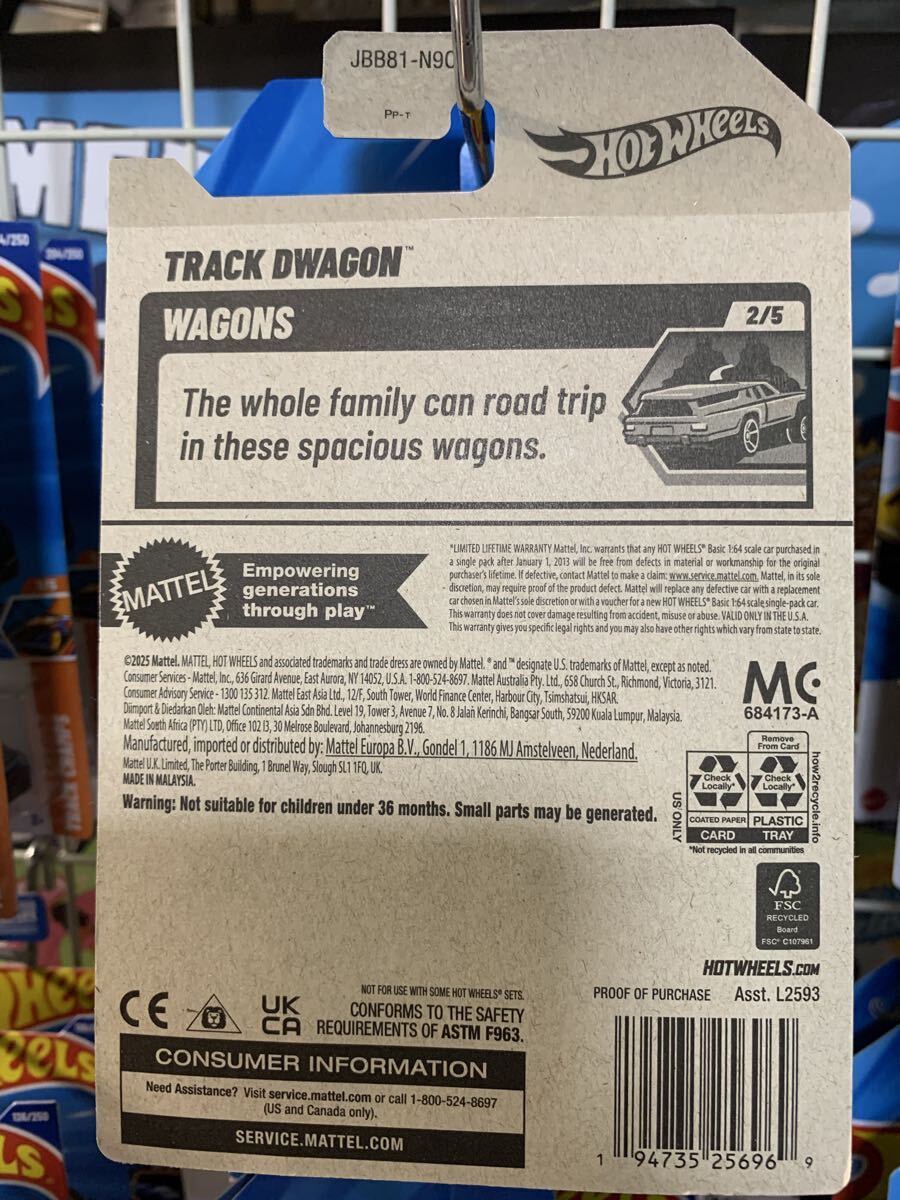 JBB81-N9C
PP-T
HOT WHEELS
TRACK DWAGON™
WAGONS
2/5
The whole family can road trip
in these spacious wagons.
MATTEL
Empowering
generations
through play™
*LIMITED LIFETIME WARRANTY Mattel, Inc. warrants that any HOT WHEELS® Basic 1:64 scale car purchased in
a single pack after January 1, 2013 will be free from defects in material or workmanship for the original
purchaser's lifetime. If defective, contact Mattel to make a claim: www.service.mattel.com. Mattel, in its sole
discretion, may require proof of the product defect. Mattel will replace any defective car with a replacement
car chosen in Mattel's sole discretion or with a voucher for a new HOT WHEELS® Basic 1:64 scale single-pack car.
This warranty does not cover damage resulting from accident, misuse or abuse. VALID ONLY IN THE U.S.A.
This warranty gives you specific legal rights and you may also have other rights which vary from state to state.
©2025 Mattel. MATTEL, HOT WHEELS and associated trademarks and trade dress are owned by Mattel. ® and ™ designate U.S. trademarks of Mattel, except as noted.
Consumer Services - Mattel, Inc., 636 Girard Avenue, East Aurora, NY 14052, U.S.A. 1-800-524-8697. Mattel Australia Pty. Ltd., 658 Church St., Richmond, Victoria, 3121.
Consumer Advisory Service - 1300 135 312. Mattel East Asia Ltd., 12/F, South Tower, World Finance Center, Harbour City, Tsimshatsui, HKSAR.
Diimport & Diedarkan Oleh: Mattel Continental Asia Sdn Bhd. Level 19, Tower 3, Avenue 7, No. 8 Jalan Kerinchi, Bangsar South, 59200 Kuala Lumpur, Malaysia.
Mattel South Africa (PTY) LTD, Office 102 I3, 30 Melrose Boulevard, Johannesburg 2196.
Manufactured, imported or distributed by: Mattel Europa B.V., Gondel 1, 1186 MJ Amstelveen, Nederland.
Mattel U.K. Limited, The Porter Building, 1 Brunel Way, Slough SL1 1FQ, UK.
MADE IN MALAYSIA.
Warning: Not suitable for children under 36 months. Small parts may be generated.
MC
684173-A
US ONLY
Check
Locally*
COATED PAPER
CARD
Remove
From Card
Check
Locally*
PLASTIC
TRAY
how2recycle.info
*Not recycled in all communities
FSC
RECYCLED
Board
FSC® C107961
HOTWHEELS.COM
PROOF OF PURCHASE Asst. L2593
1 94735 25696 9
CE
UK
CA
NOT FOR USE WITH SOME HOT WHEELS® SETS.
CONFORMS TO THE SAFETY
REQUIREMENTS OF ASTM F963.
CONSUMER INFORMATION
Need Assistance? Visit service.mattel.com or call 1-800-524-8697
(US and Canada only).
SERVICE.MATTEL.COM